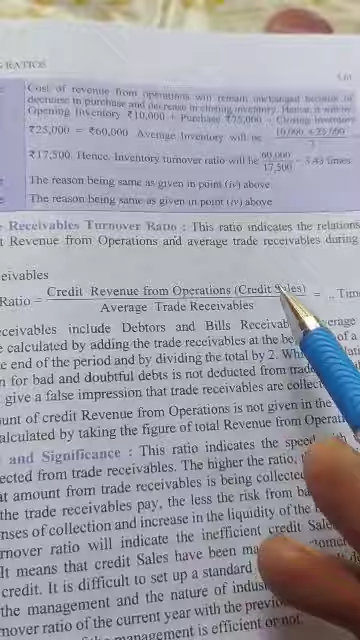 RATIOS
5.61
Cost of revenue from operations will remain unchanged because of
decrease in purchase and decrease in closing inventory. Hence, it will be:
Opening Inventory ₹10,000 + Purchase ₹75,000 – Closing Inventory
₹25,000 = ₹60,000 Average Inventory will be 10,000 + 25,000
2
₹17,500. Hence. Inventory turnover ratio will be 60,000 = 3.43 times
17,500
The reason being same as given in point (iv) above
The reason being same as given in point (iv) above
Receivables Turnover Ratio : This ratio indicates the relations
Revenue from Operations and average trade receivables during
eivables
Ratio = Credit Revenue from Operations (Credit Sales) = .. Tim
Average Trade Receivables
ceivables include Debtors and Bills Receivab verage
e calculated by adding the trade receivables at the be of a
e end of the period and by dividing the total by 2. Wh
n for bad and doubtful debts is not deducted from trade
give a false impression that trade receivables are collec
unt of credit Revenue from Operations is not given in the
alculated by taking the figure of total Revenue from Operat
and Significance : This ratio indicates the speed
ected from trade receivables. The higher the ratio,
at amount from trade receivables is being collected
the trade receivables pay, the less the risk from ba
nses of collection and increase in the liquidity of the
rnover ratio will indicate the inefficient credit Sale
It means that credit Sales have been ma tomer
credit. It is difficult to set up a standard
the management and the nature of indus
nover ratio of the current year with the previo
management is efficient or not.